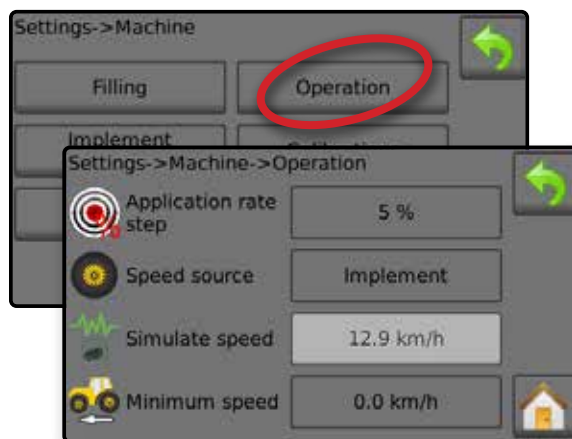 Settings->Machine
Filling
Operation
Implement
Settings->Machine->Operation
Application rate
step
5 %
Speed source
Implement
Simulate speed
12.9 km/h
Minimum speed
0.0 km/h